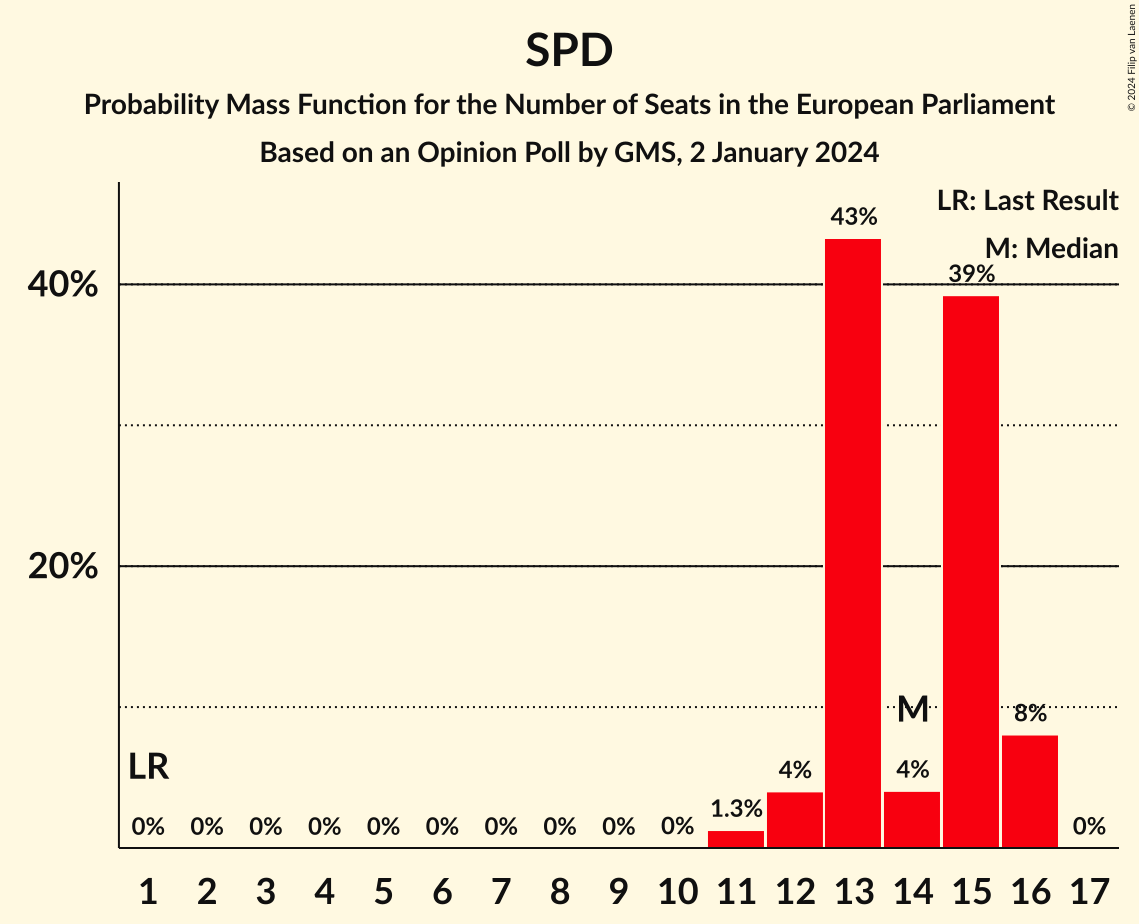 SPD
Probability Mass Function for the Number of Seats in the European Parliament
Based on an Opinion Poll by GMS, 2 January 2024
© 2024 Filip van Laenen
LR: Last Result
M: Median
43%
39%
40%
20%
M
8%
LR
4%
4%
1.3%
0% 0% 0% 0% 0% 0% 0% 0% 0% 0% 0%
1 2 3 4 5 6 7 8 9 10 11 12 13 14 15 16 17